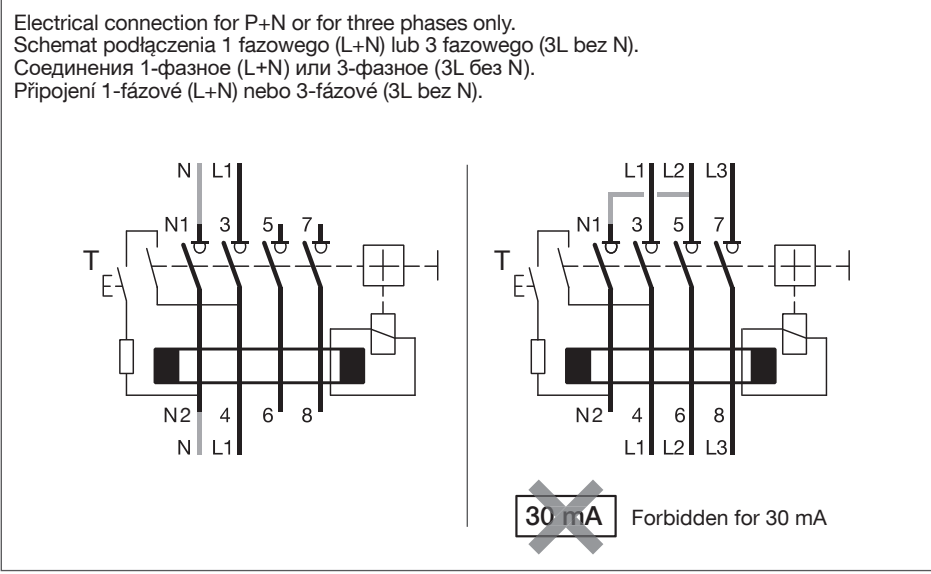 Electrical connection for P+N or for three phases only.
Schemat podłączenia 1 fazowego (L+N) lub 3 fazowego (3L bez N).
Соединения 1-фазное (L+N) или 3-фазное (3L без N).
Připojení 1-fázové (L+N) nebo 3-fázové (3L bez N).
N L1
N1 3 5 7
T
E
N2 4 6 8
N L1
L1 L2 L3
N1 3 5 7
T
E
N2 4 6 8
L1 L2 L3
30 mA Forbidden for 30 mA